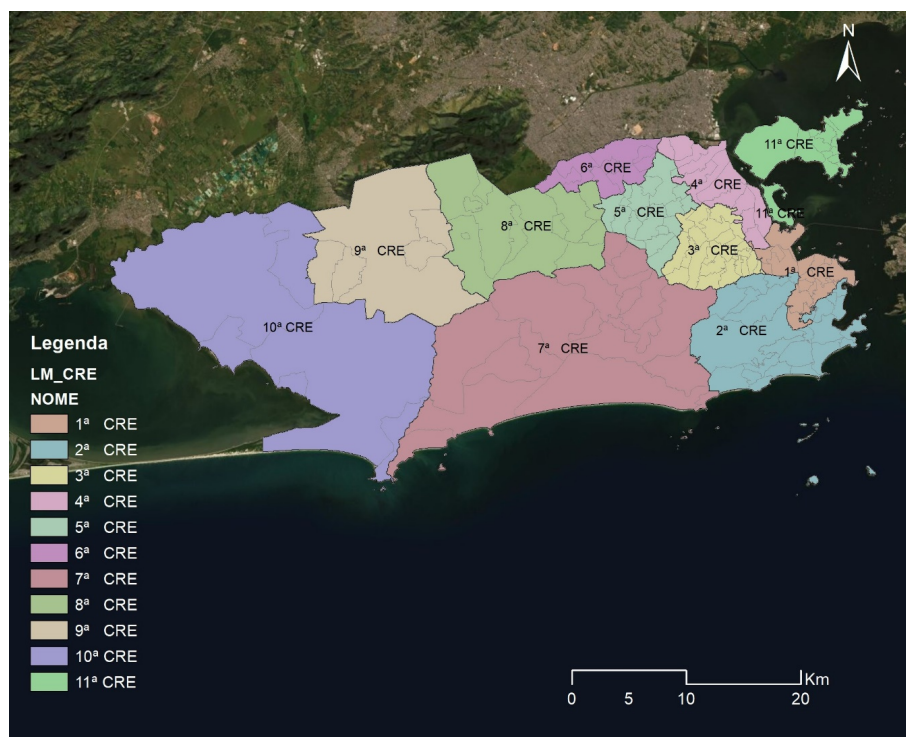 N
11ª CRE
6ª CRE
4ª CRE
5ª CRE
11ª CRE
8ª CRE
9ª CRE
3ª CRE
1ª CRE
10ª CRE
2ª CRE
7ª CRE
Legenda
LM_CRE
NOME
1ª CRE
2ª CRE
3ª CRE
4ª CRE
5ª CRE
6ª CRE
7ª CRE
8ª CRE
9ª CRE
10ª CRE
11ª CRE
Km
0 5 10 20